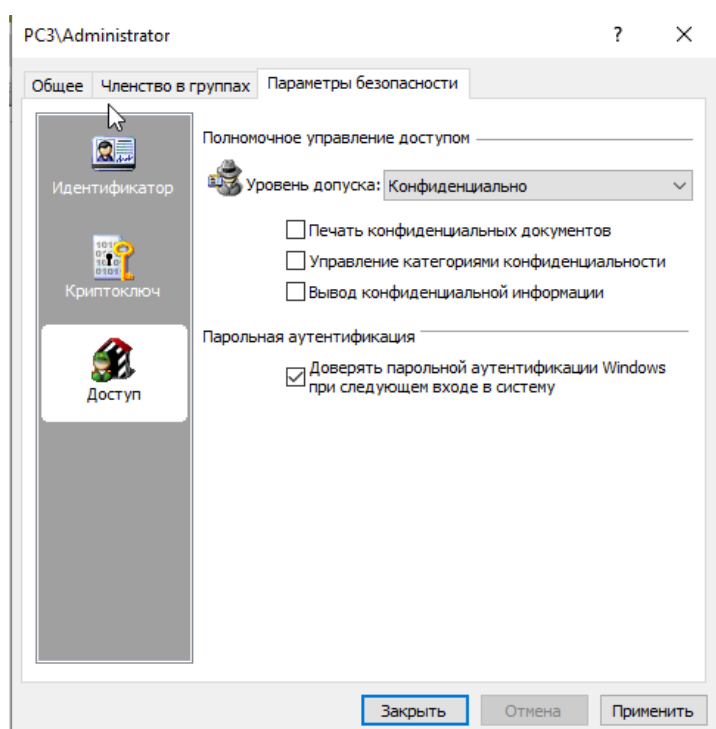 PC3\Administrator
?
Общее
Членство в группах
Параметры безопасности
Идентификатор
Криптоключ
Доступ
Полномочное управление доступом
Уровень допуска: Конфиденциально
Печать конфиденциальных документов
Управление категориями конфиденциальности
Вывод конфиденциальной информации
Парольная аутентификация
Доверять парольной аутентификации Windows
при следующем входе в систему
Закрыть
Отмена
Применить